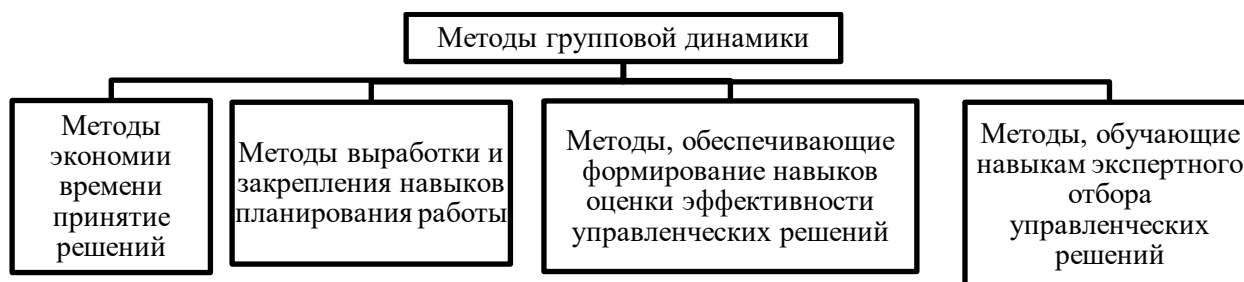 Методы групповой динамики
Методы
экономии
времени
принятие
решений
Методы выработки и
закрепления навыков
планирования работы
Методы, обеспечивающие
формирование навыков
оценки эффективности
управленческих решений
Методы, обучающие
навыкам экспертного
отбора
управленческих
решений